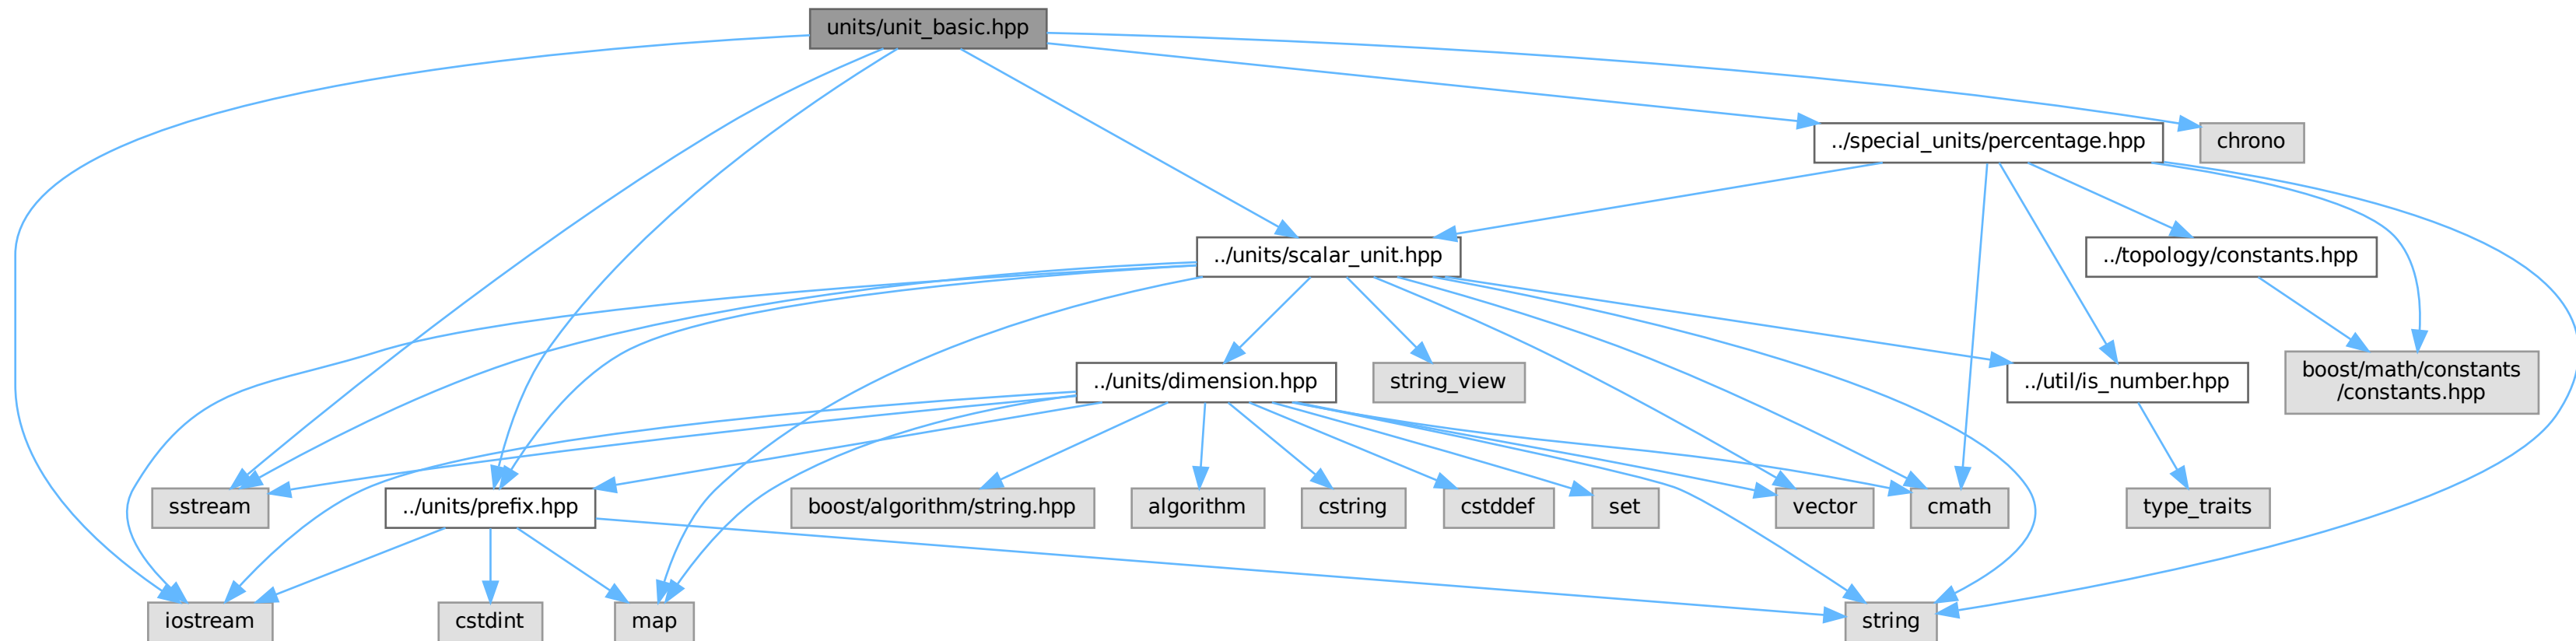 units/unit_basic.hpp
../special_units/percentage.hpp
chrono
../units/scalar_unit.hpp
../topology/constants.hpp
../units/dimension.hpp
string_view
../util/is_number.hpp
boost/math/constants
/constants.hpp
sstream
../units/prefix.hpp
boost/algorithm/string.hpp
algorithm
cstring
cstddef
set
vector
cmath
type_traits
iostream
cstdint
map
string